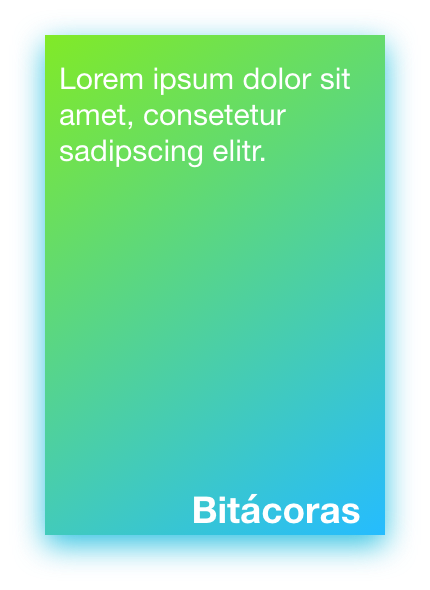 Lorem ipsum dolor sit
amet, consetetur
sadipscing elitr.
Bitácoras